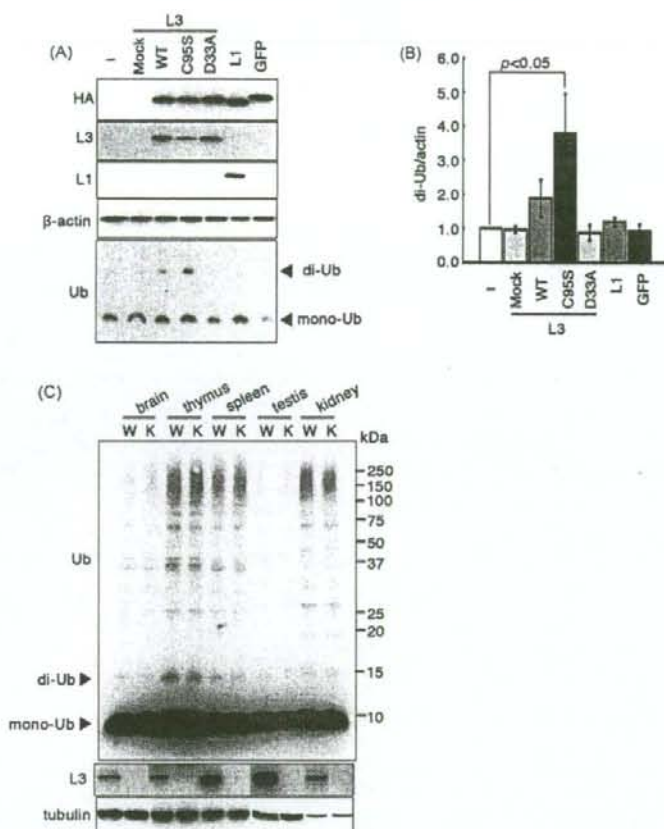 (A)
L3
I Mock WT C95S D33A L1 GFP
HA
L3
L1
β-actin
Ub
di-Ub
mono-Ub
(B)
di-Ub/actin
6.0
5.0
4.0
3.0
2.0
1.0
0.0
p<0.05
I Mock WT C95S D33A L1 GFP
L3
(C)
brain thymus spleen testis kidney
W K W K W K W K W K
kDa
Ub
250
150
100
75
50
37
25
20
15
10
di-Ub
mono-Ub
L3
tubulin